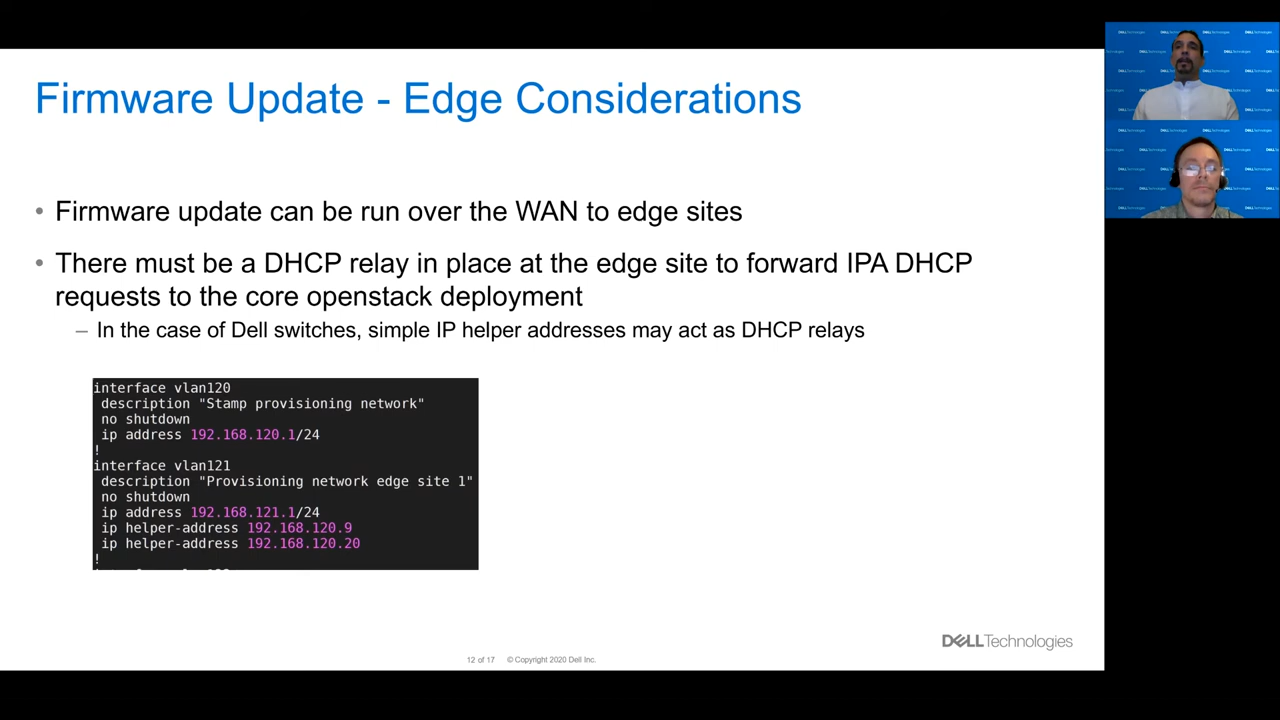 Firmware Update - Edge Considerations
• Firmware update can be run over the WAN to edge sites
• There must be a DHCP relay in place at the edge site to forward IPA DHCP
requests to the core openstack deployment
– In the case of Dell switches, simple IP helper addresses may act as DHCP relays
interface vlan120
description "Stamp provisioning network"
no shutdown
ip address 192.168.120.1/24
!
interface vlan121
description "Provisioning network edge site 1"
no shutdown
ip address 192.168.121.1/24
ip helper-address 192.168.120.9
ip helper-address 192.168.120.20
!
DELLTechnologies
12 of 17 © Copyright 2020 Dell Inc.